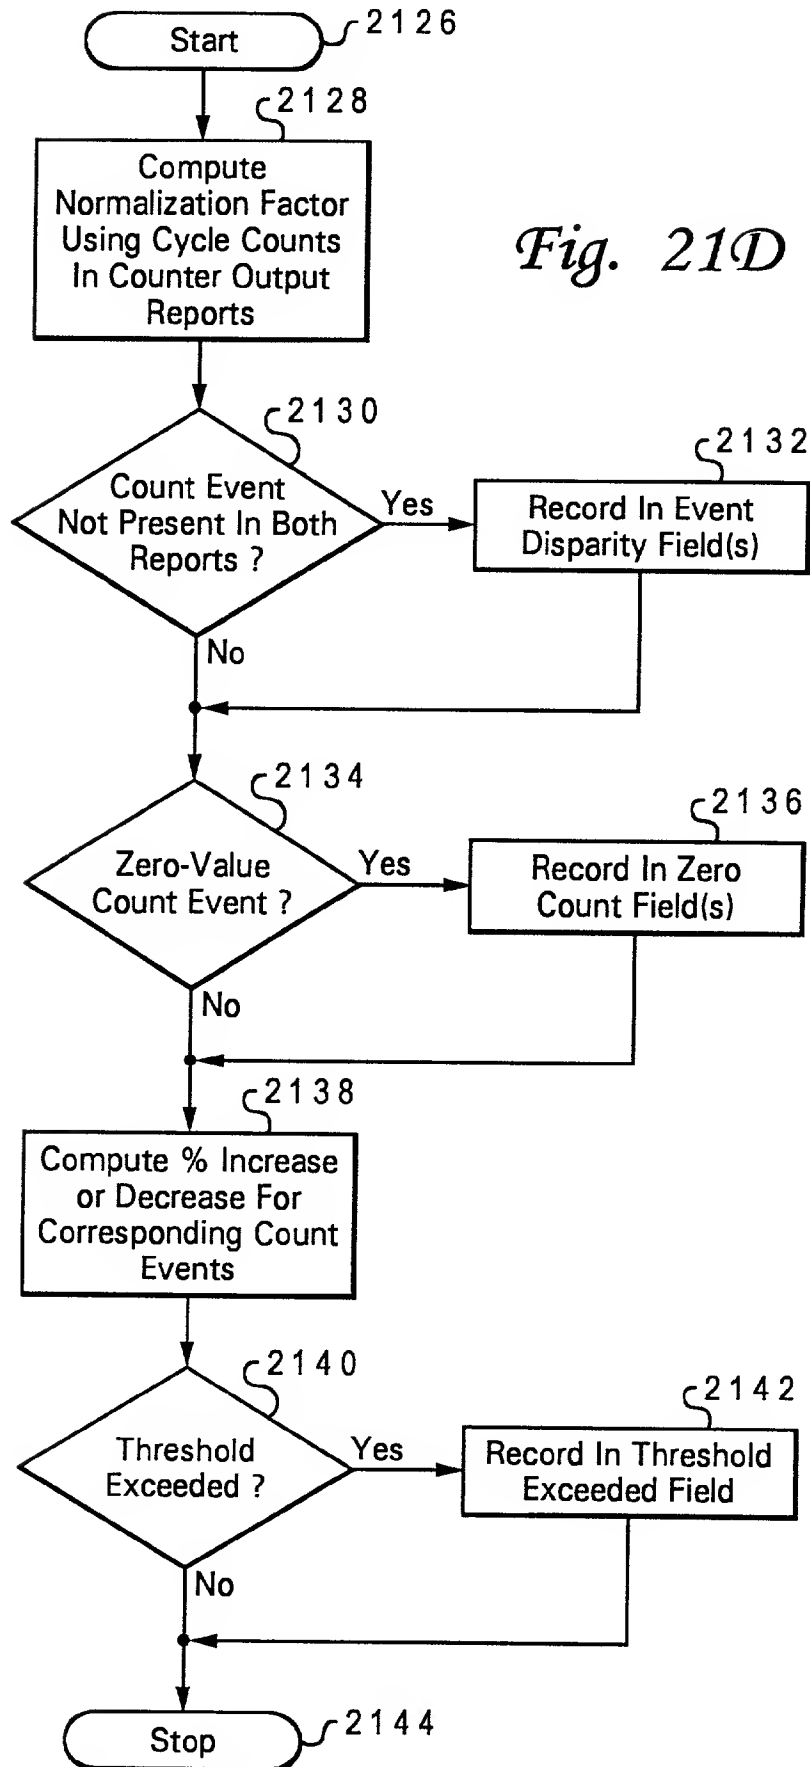 Start
2126
2128
Compute
Normalization Factor
Using Cycle Counts
In Counter Output
Reports
Fig. 21D
2130
Count Event
Not Present In Both
Reports ?
Yes
2132
Record In Event
Disparity Field(s)
No
2134
Zero-Value
Count Event ?
Yes
2136
Record In Zero
Count Field(s)
No
2138
Compute % Increase
or Decrease For
Corresponding Count
Events
2140
Threshold
Exceeded ?
Yes
2142
Record In Threshold
Exceeded Field
No
Stop
2144